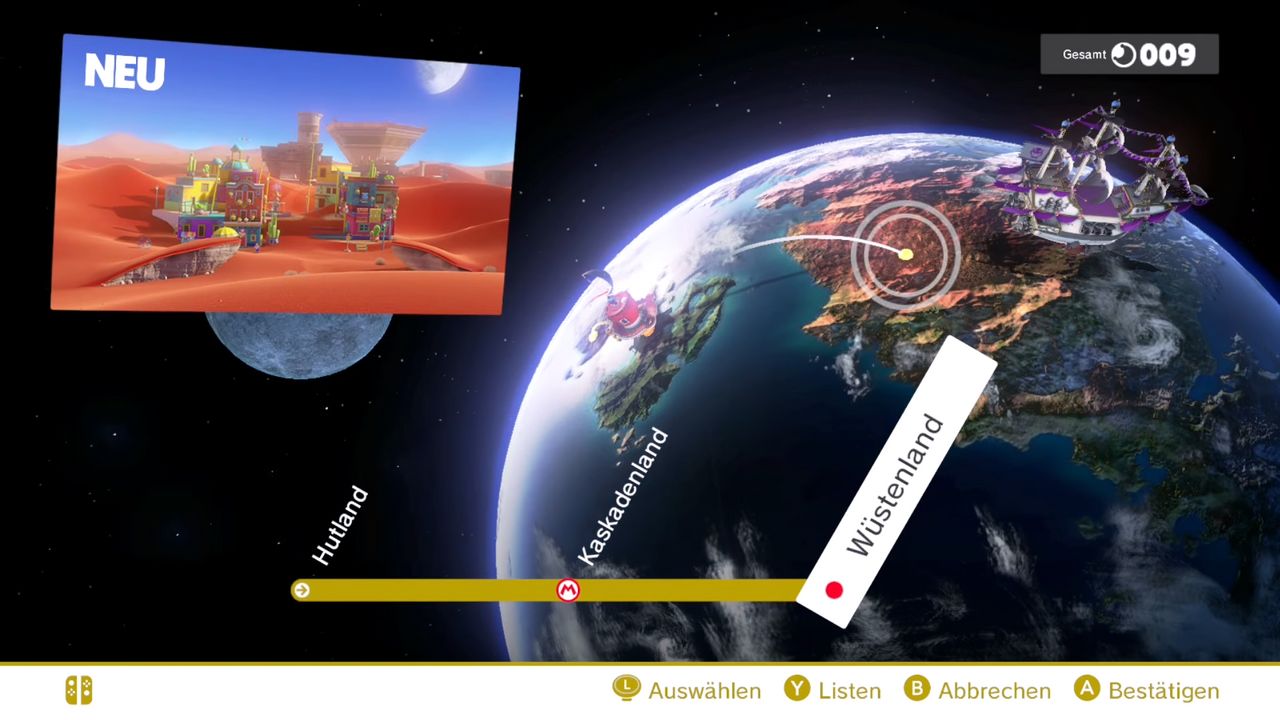 NEU
Gesamt 009
Hutland
Kaskadenland
Wüstenland
L Auswählen Y Listen B Abbrechen A Bestätigen